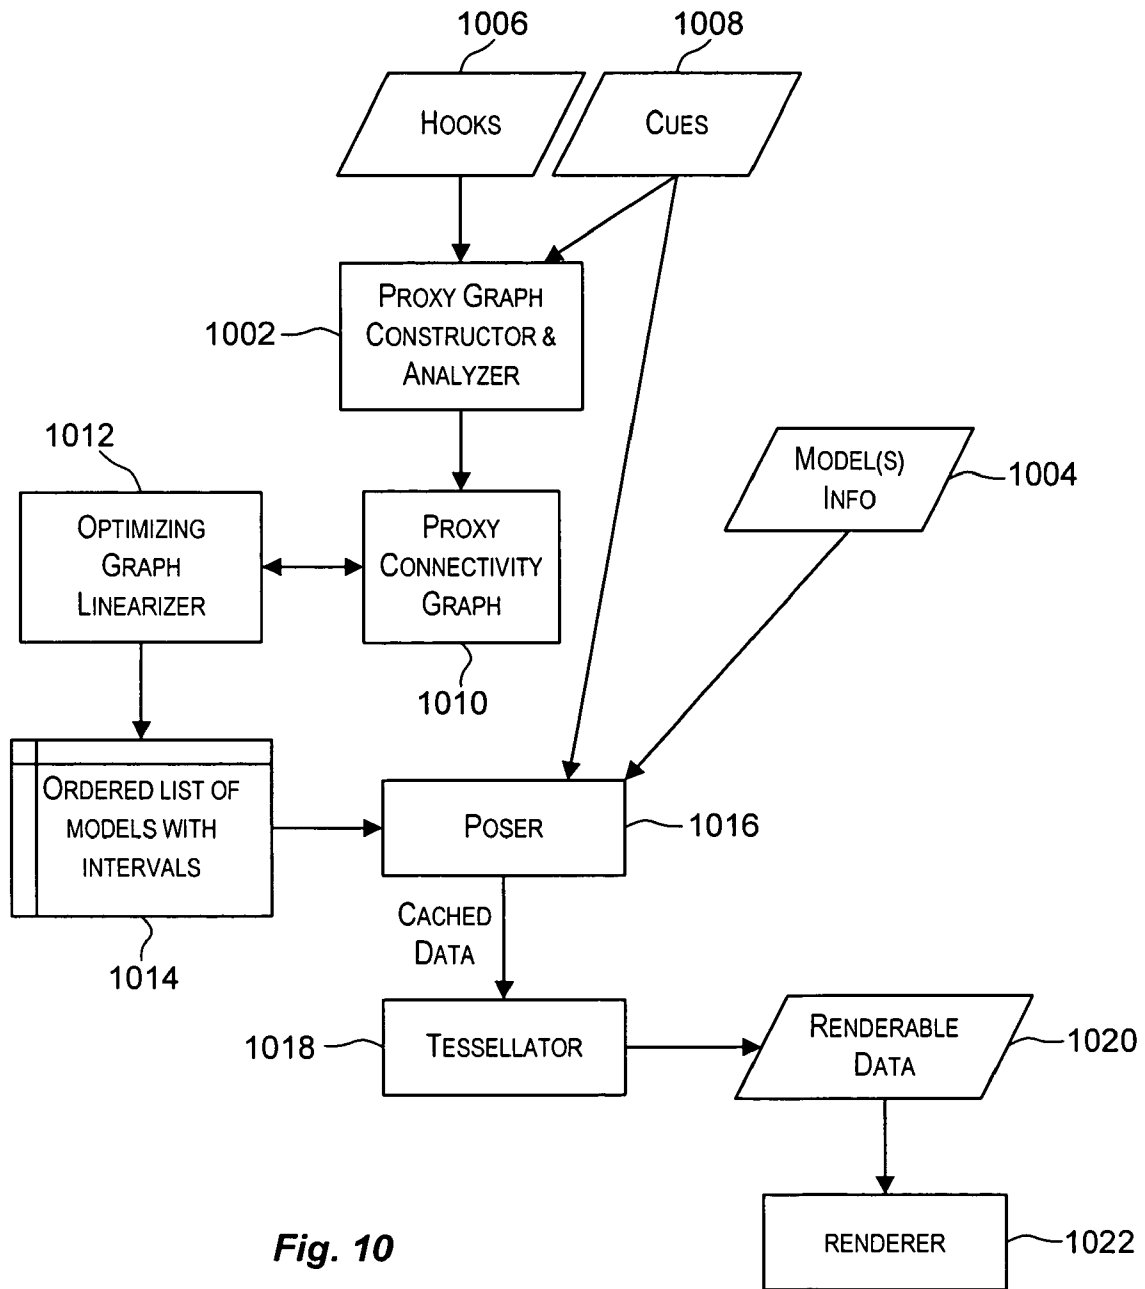 1006
1008
HOOKS
CUES
PROXY GRAPH
CONSTRUCTOR &
ANALYZER
1002
1012
MODEL(S)
INFO
1004
OPTIMIZING
GRAPH
LINEARIZER
PROXY
CONNECTIVITY
GRAPH
1010
ORDERED LIST OF
MODELS WITH
INTERVALS
1014
POSER
1016
CACHED
DATA
1018
TESSELLATOR
RENDERABLE
DATA
1020
RENDERER
1022
Fig. 10